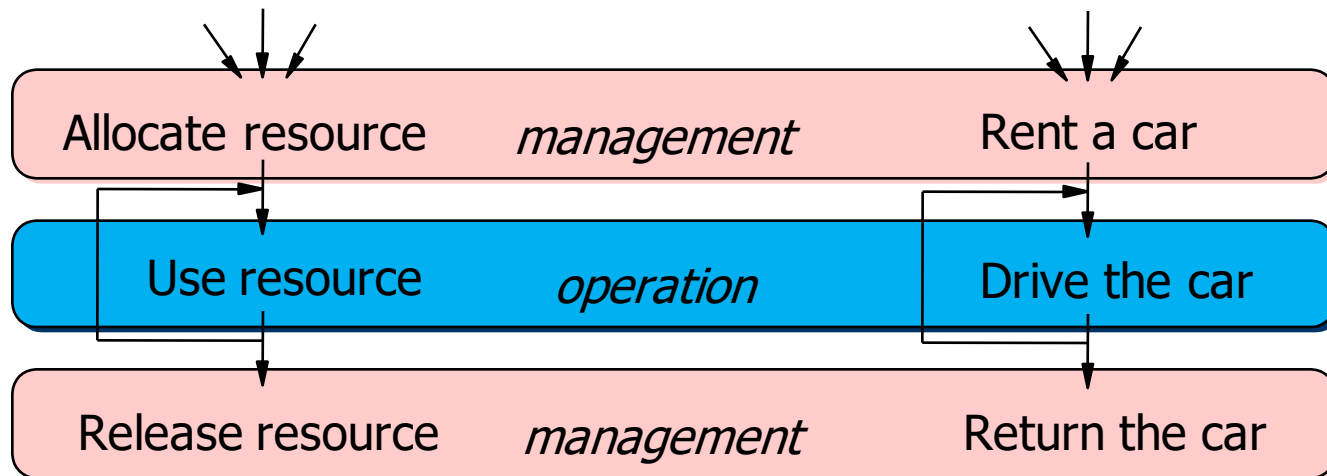 Allocate resource management Rent a car
Use resource operation Drive the car
Release resource management Return the car